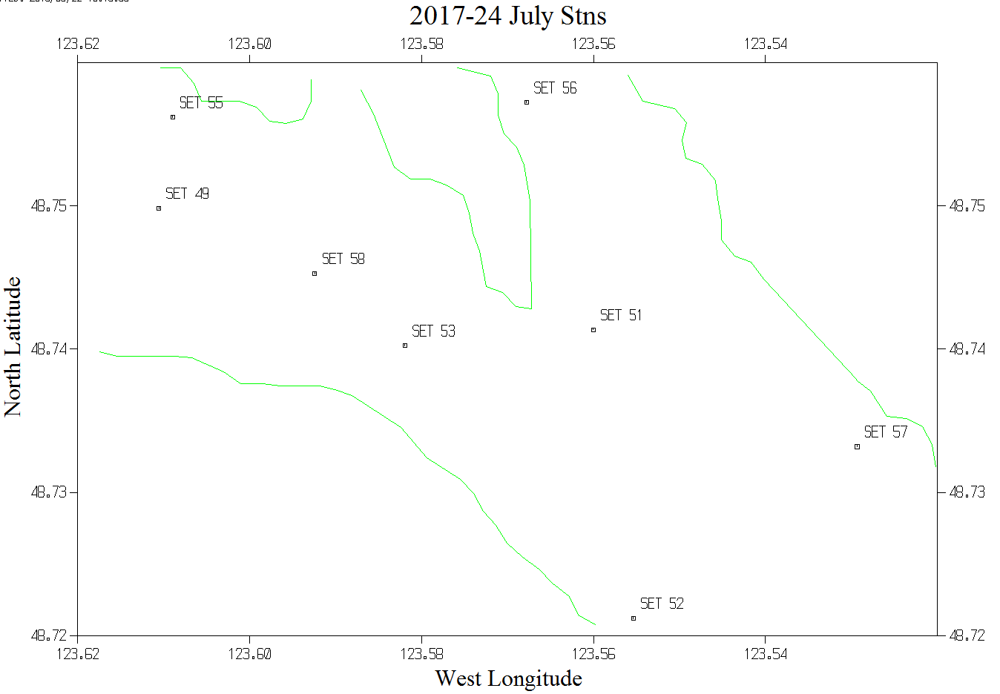 2017-24 July Stns
123.62 123.60 123.58 123.56 123.54
SET 56
SET 55
SET 49
48.75 48.75
SET 58
SET 51
SET 53
48.74 48.74
North Latitude
SET 57
48.73 48.73
SET 52
48.72 48.72
123.62 123.60 123.58 123.56 123.54
West Longitude